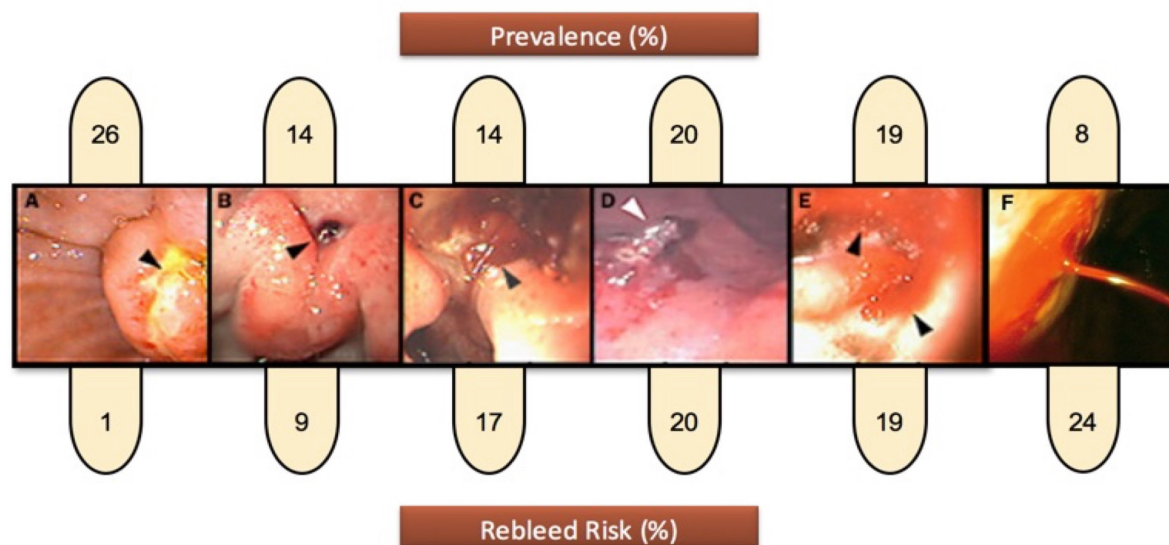 Prevalence (%)
26 14 14 20 19 8
A B C D E F
1 9 17 20 19 24
Rebleed Risk (%)